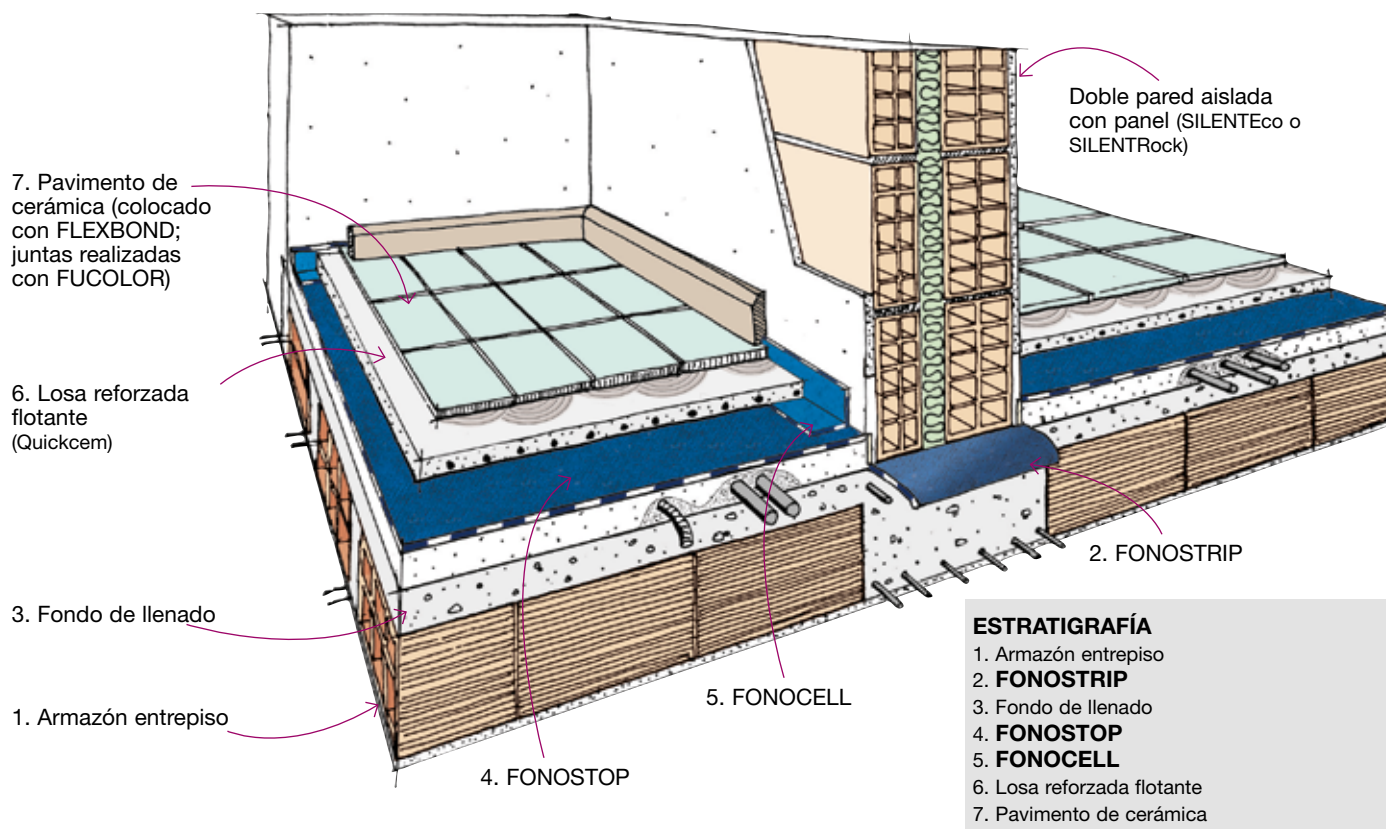 Doble pared aislada
con panel (SILENTEco o
SILENTRock)
7. Pavimento de
cerámica (colocado
con FLEXBOND;
juntas realizadas
con FUCOLOR)
6. Losa reforzada
flotante
(Quickcem)
2. FONOSTRIP
3. Fondo de llenado
5. FONOCELL
1. Armazón entrepiso
4. FONOSTOP
ESTRATIGRAFÍA
1. Armazón entrepiso
2. FONOSTRIP
3. Fondo de llenado
4. FONOSTOP
5. FONOCELL
6. Losa reforzada flotante
7. Pavimento de cerámica